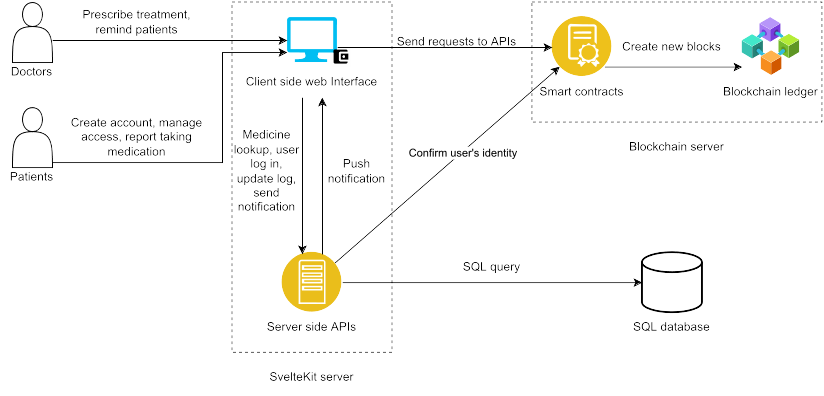 Prescribe treatment,
remind patients
Doctors
Send requests to APIs
Create new blocks
Client side web Interface
Smart contracts
Blockchain ledger
Create account, manage
access, report taking
medication
Patients
Medicine
lookup, user
log in,
update log,
send
notification
Push
notification
Confirm user's identity
Blockchain server
SQL query
Server side APIs
SQL database
SvelteKit server